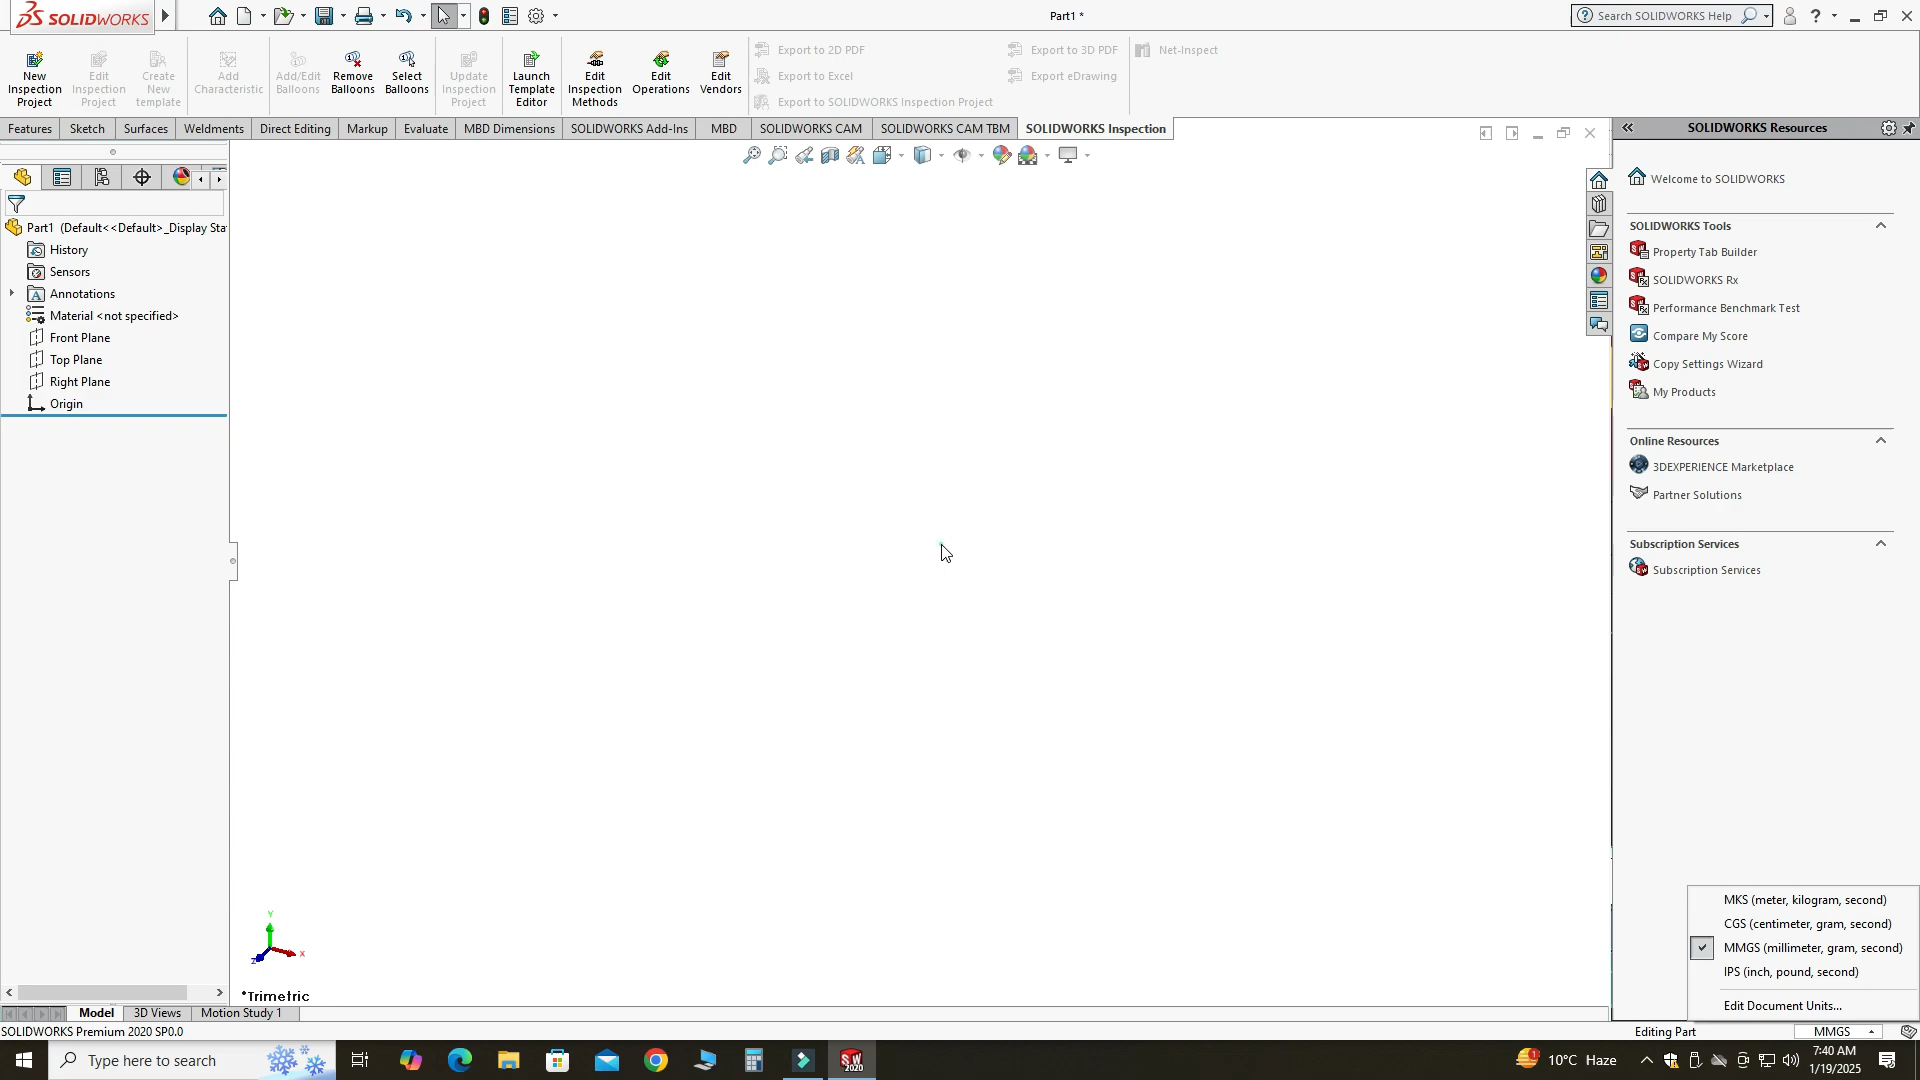 SOLIDWORKS
Part1 *
Search SOLIDWORKS Help
New Inspection Project
Edit Inspection Project
Create New template
Add Characteristic
Add/Edit Balloons
Remove Balloons
Select Balloons
Update Inspection Project
Launch Template Editor
Edit Inspection Methods
Edit Operations
Edit Vendors
Export to 2D PDF
Export to Excel
Export to SOLIDWORKS Inspection Project
Export to 3D PDF
Export eDrawing
Net-Inspect
Features
Sketch
Surfaces
Weldments
Direct Editing
Markup
Evaluate
MBD Dimensions
SOLIDWORKS Add-Ins
MBD
SOLIDWORKS CAM
SOLIDWORKS CAM TBM
SOLIDWORKS Inspection
Part1 (Default<<Default>_Display Sta
History
Sensors
Annotations
Material <not specified>
Front Plane
Top Plane
Right Plane
Origin
Y
X
Z
*Trimetric
SOLIDWORKS Resources
Welcome to SOLIDWORKS
SOLIDWORKS Tools
Property Tab Builder
SOLIDWORKS Rx
Performance Benchmark Test
Compare My Score
Copy Settings Wizard
My Products
Online Resources
3DEXPERIENCE Marketplace
Partner Solutions
Subscription Services
Subscription Services
MKS (meter, kilogram, second)
CGS (centimeter, gram, second)
MMGS (millimeter, gram, second)
IPS (inch, pound, second)
Edit Document Units...
Model
3D Views
Motion Study 1
SOLIDWORKS Premium 2020 SP0.0
Editing Part
MMGS
Type here to search
SW 2020
1
10°C Haze
7:40 AM
1/19/2025